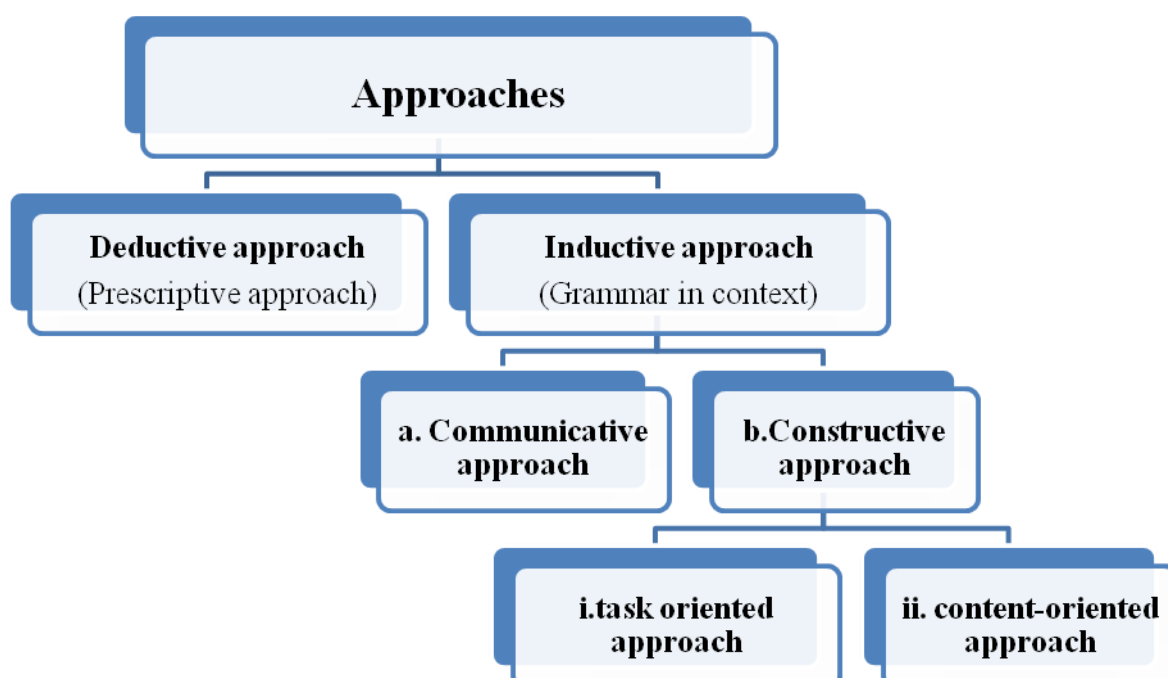 Approaches
Deductive approach
(Prescriptive approach)
Inductive approach
(Grammar in context)
a. Communicative
approach
b.Constructive
approach
i.task oriented
approach
ii. content-oriented
approach